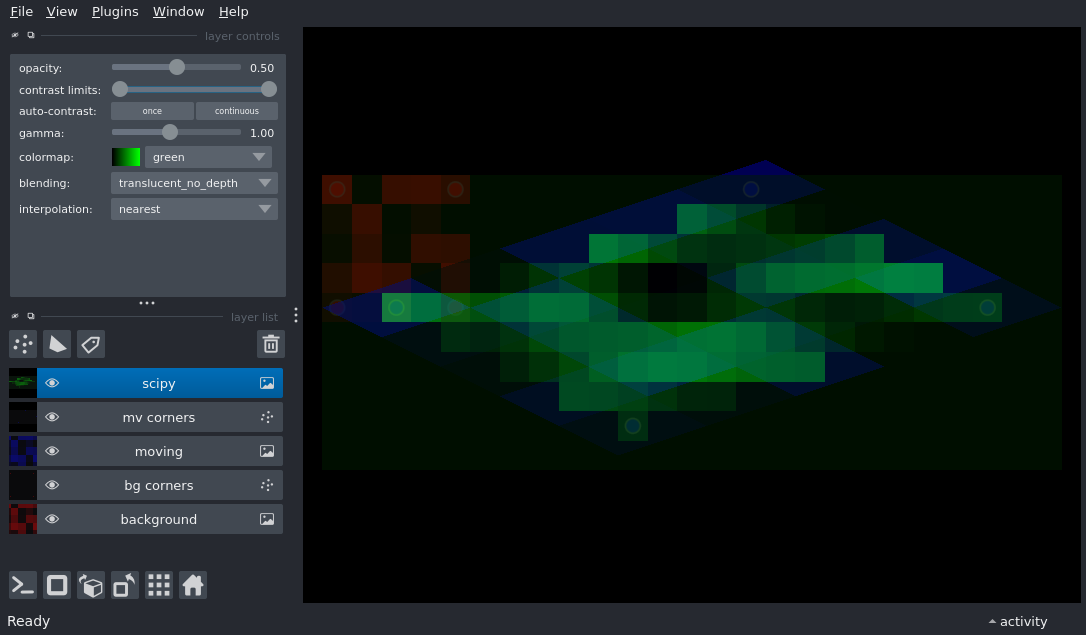 File View Plugins Window Help
layer controls
opacity: 0.50
contrast limits:
auto-contrast: once continuous
gamma: 1.00
colormap: green
blending: translucent_no_depth
interpolation: nearest
layer list
scipy
mv corners
moving
bg corners
background
Ready
activity